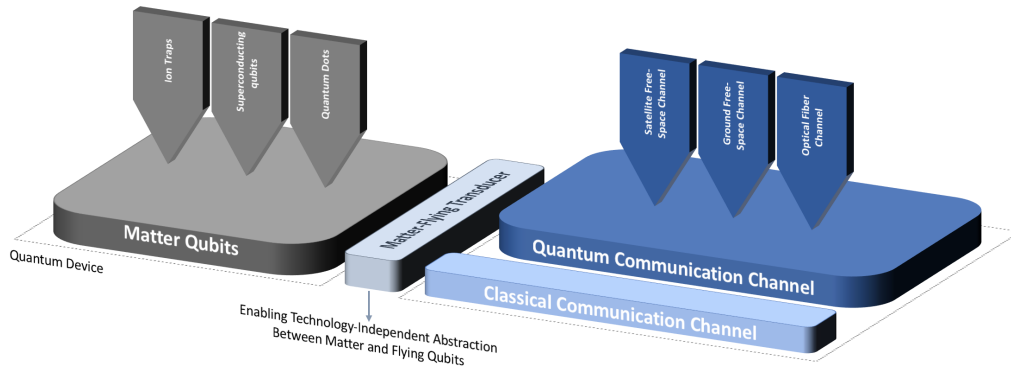 Ion Traps
Superconducting
qubits
Quantum Dots
Matter Qubits
Quantum Device
Matter-Flying Transducer
Enabling Technology-Independent Abstraction
Between Matter and Flying Qubits
Satellite Free-
Space Channel
Ground Free-
Space Channel
Optical Fiber
Channel
Quantum Communication Channel
Classical Communication Channel